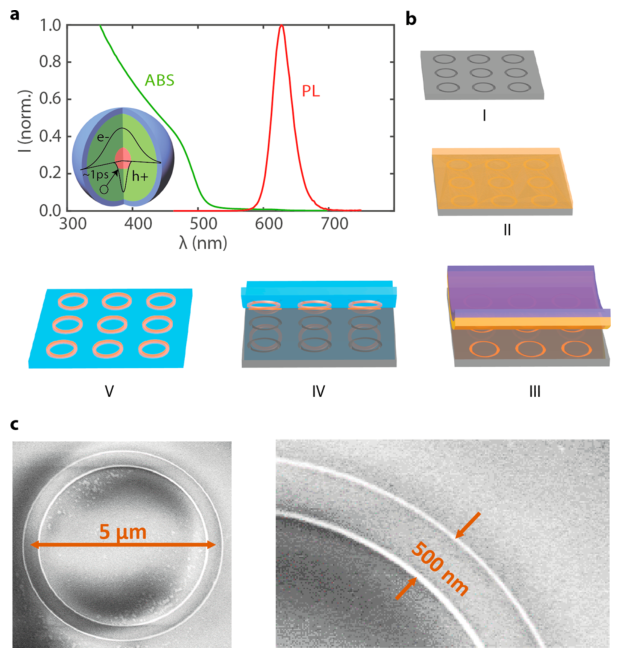 a
1.0
0.8
0.6
0.4
0.2
0.0
I (norm.)
ABS
PL
e-
~1ps
h+
300
400
500
600
700
λ (nm)
b
I
II
V
IV
III
c
5 μm
500 nm